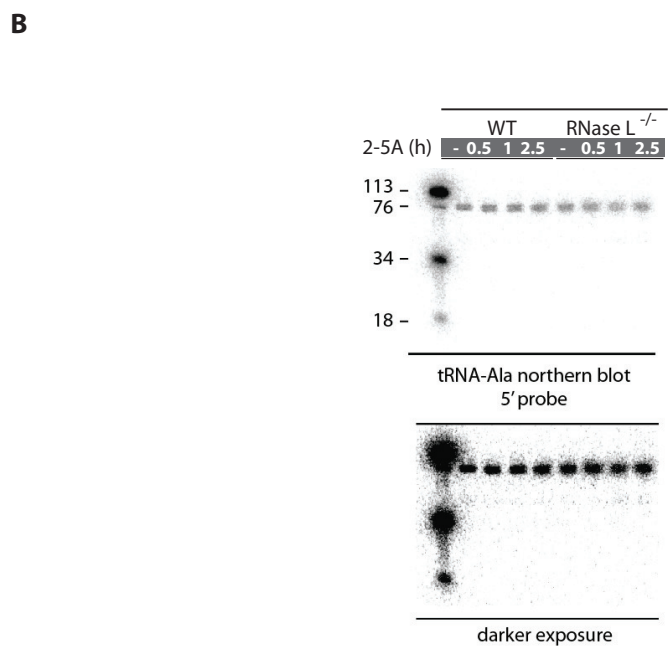 B
WT RNase L -/-
2-5A (h) - 0.5 1 2.5 - 0.5 1 2.5
113 –
76 –
34 –
18 –
tRNA-Ala northern blot
5′ probe
darker exposure